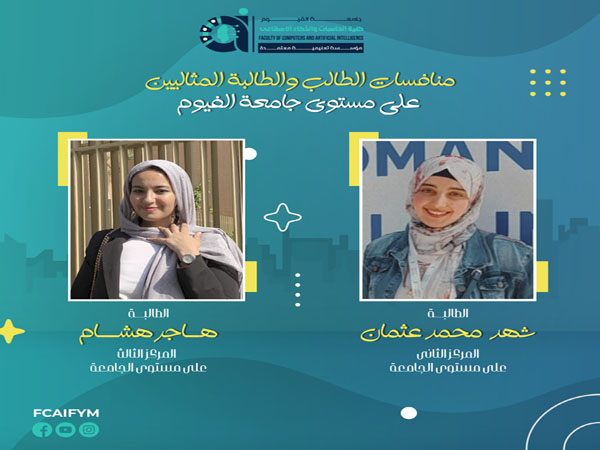 جامعة الفيوم
كلية الحاسبات والذكاء الاصطناعي
FACULTY OF COMPUTERS AND ARTIFICIAL INTELLIGENCE
مؤسسة تعليمية معتمدة
منافسات الطالب والطالبة المثاليين
على مستوى جامعة الفيوم
OMAN
الطالبة
شهد محمد عثمان
المركز الثاني
على مستوى الجامعة
الطالبة
هاجر هشام
المركز الثالث
على مستوى الجامعة
FCAIFYM